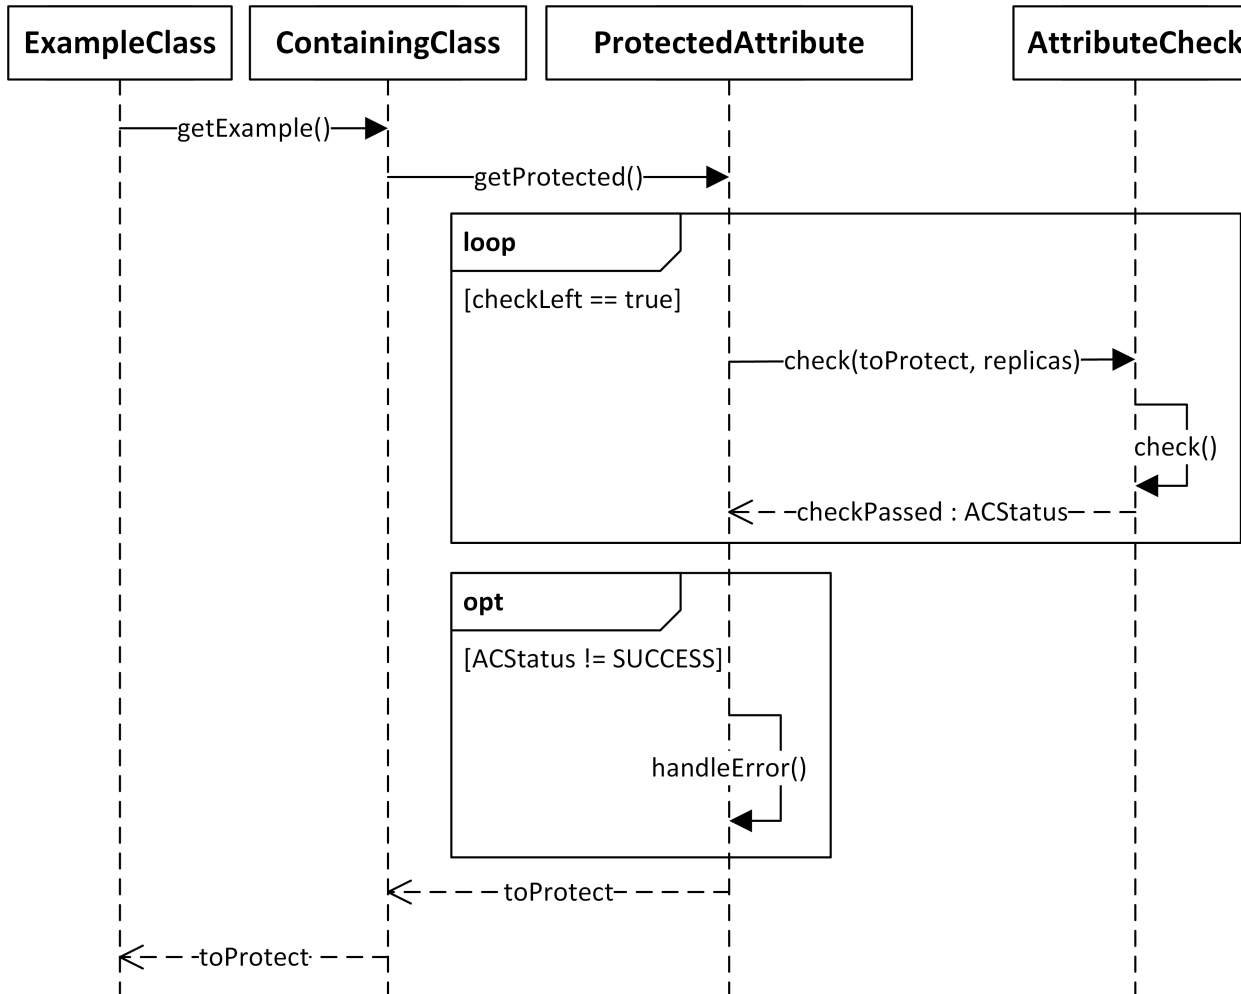 ExampleClass
ContainingClass
ProtectedAttribute
AttributeCheck
getExample()
getProtected()
loop
[checkLeft == true]
check(toProtect, replicas)
check()
checkPassed : ACStatus
opt
[ACStatus != SUCCESS]
handleError()
toProtect
toProtect